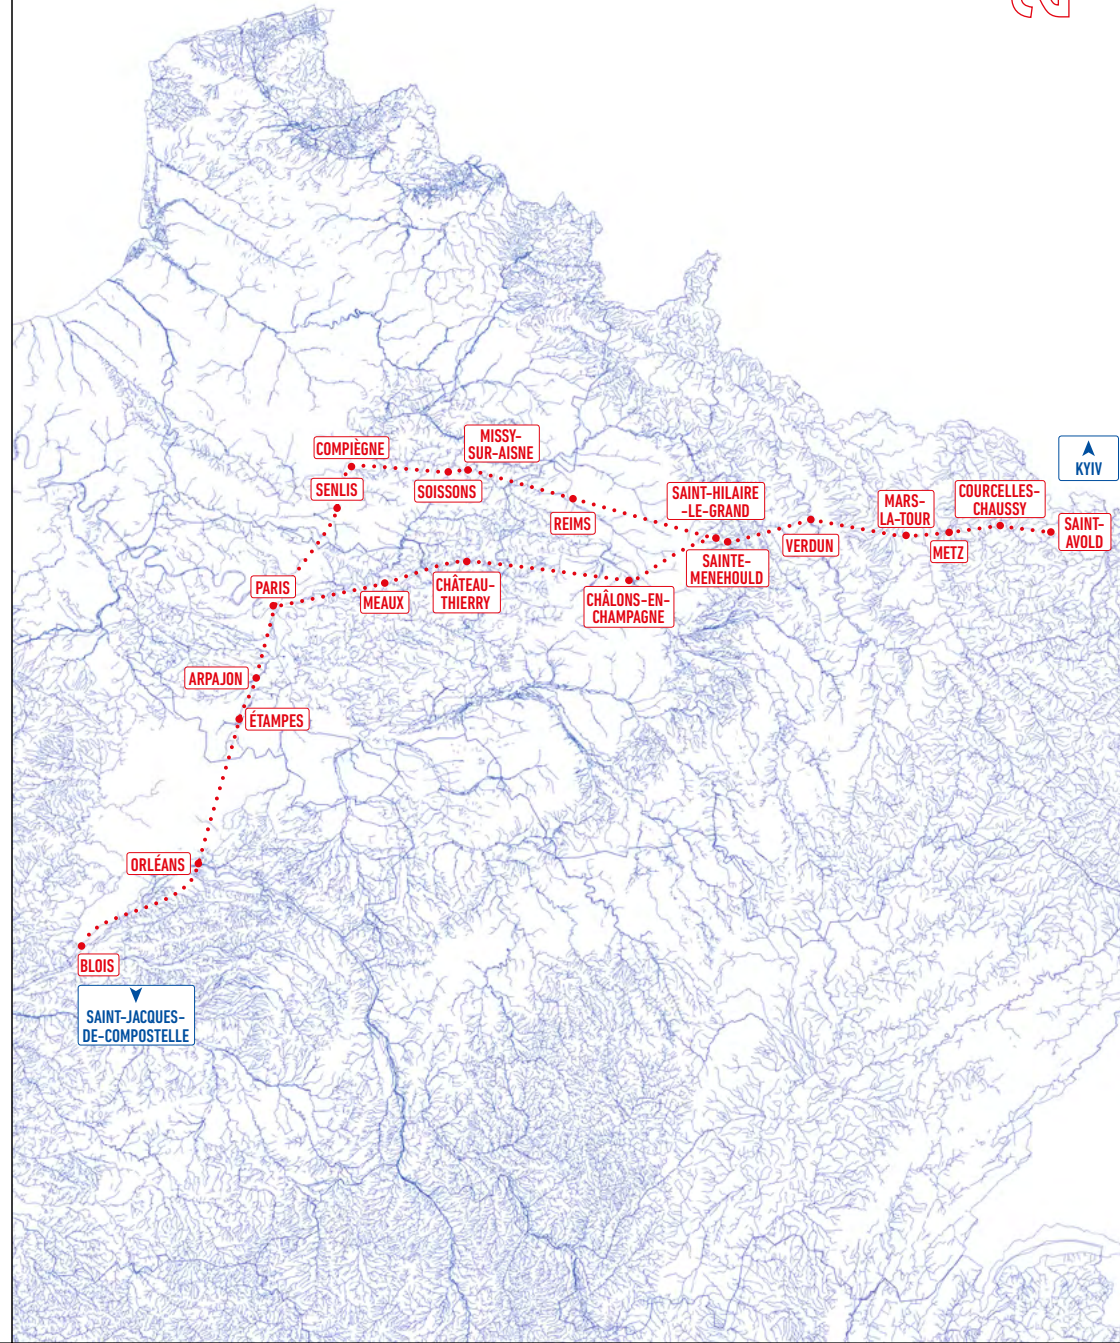 COMPIÈGNE
MISSY-
SUR-AISNE
KYIV
SENLIS
SOISSONS
SAINT-HILAIRE
-LE-GRAND
MARS-
LA-TOUR
COURCELLES-
CHAUSSY
REIMS
SAINT-
AVOLD
VERDUN
METZ
SAINTE-
MENEHOULD
PARIS
MEAUX
CHÂTEAU-
THIERRY
CHÂLONS-EN-
CHAMPAGNE
ARPAJON
ÉTAMPES
ORLÉANS
BLOIS
SAINT-JACQUES-
DE-COMPOSTELLE